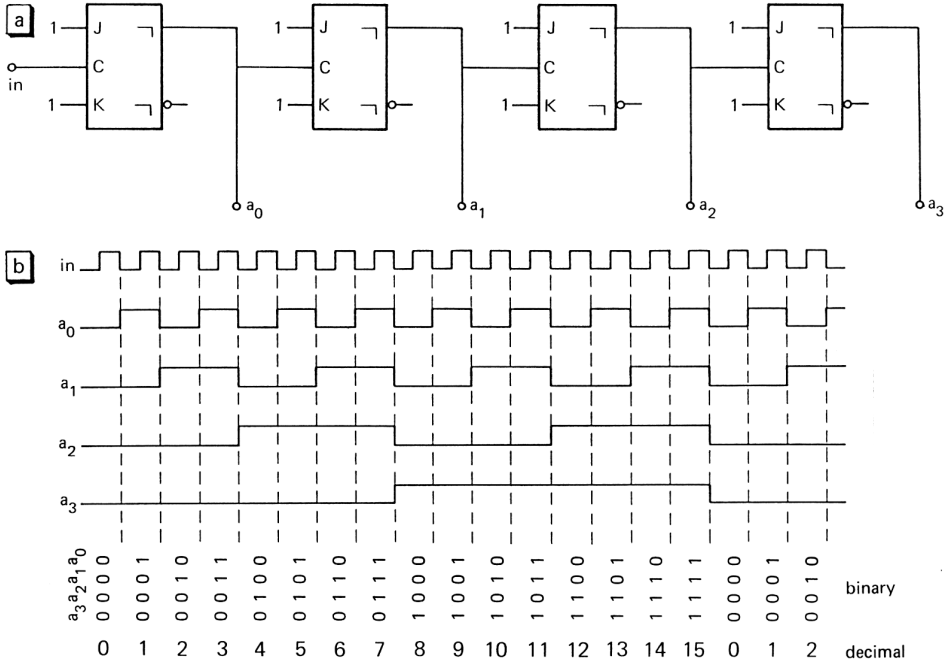 a
1 J 1 J 1 J 1 J
in C C C C
1 K 1 K 1 K 1 K
a0 a1 a2 a3
b
in
a0
a1
a2
a3
a3a2a1a0 0000 0001 0010 0011 0100 0101 0110 0111 1000 1001 1010 1011 1100 1101 1110 1111 0000 0001 0010 binary
0 1 2 3 4 5 6 7 8 9 10 11 12 13 14 15 0 1 2 decimal